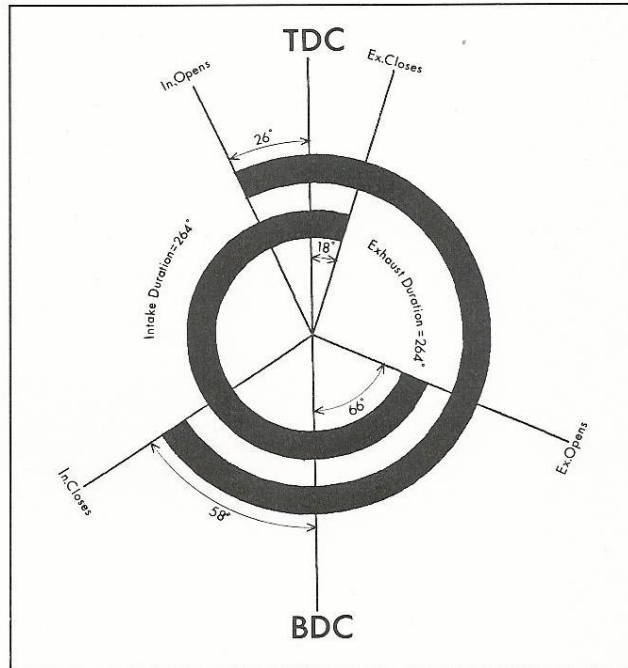 TDC
In.Opens
Ex.Closes
26°
18°
Intake Duration=264°
Exhaust Duration=264°
66°
Ex.Opens
In.Closes
58°
BDC